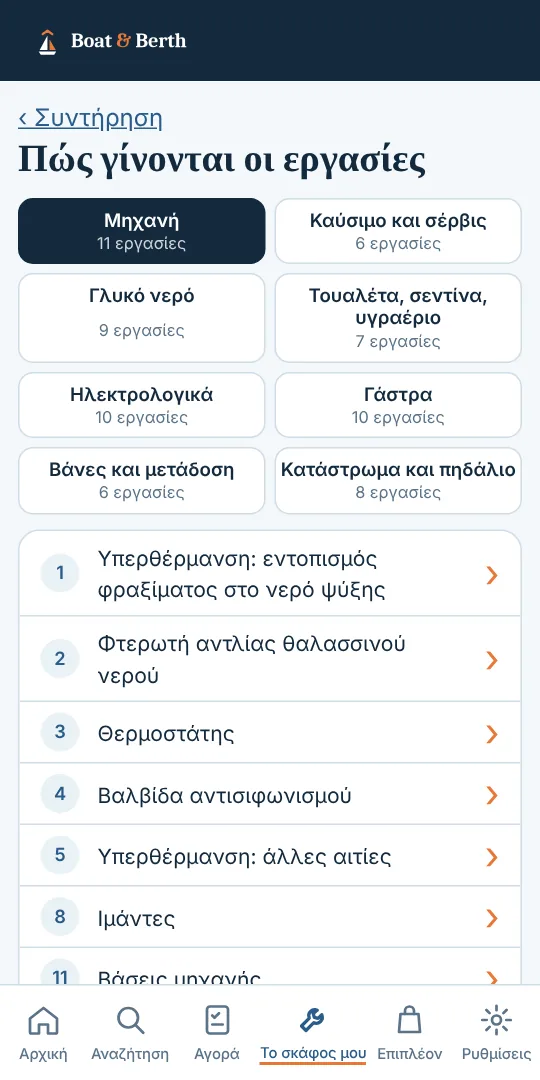 Boat & Berth
‹ Συντήρηση
Πώς γίνονται οι εργασίες
Μηχανή
11 εργασίες
Καύσιμο και σέρβις
6 εργασίες
Γλυκό νερό
9 εργασίες
Τουαλέτα, σεντίνα,
υγραέριο
7 εργασίες
Ηλεκτρολογικά
10 εργασίες
Γάστρα
10 εργασίες
Βάνες και μετάδοση
6 εργασίες
Κατάστρωμα και πηδάλιο
8 εργασίες
1
Υπερθέρμανση: εντοπισμός
φραξίματος στο νερό ψύξης
2
Φτερωτή αντλίας θαλασσινού
νερού
3
Θερμοστάτης
4
Βαλβίδα αντισιφωνισμού
5
Υπερθέρμανση: άλλες αιτίες
8
Ιμάντες
11
Βάσεις μηχανής
Αρχική
Αναζήτηση
Αγορά
Το σκάφος μου
Επιπλέον
Ρυθμίσεις